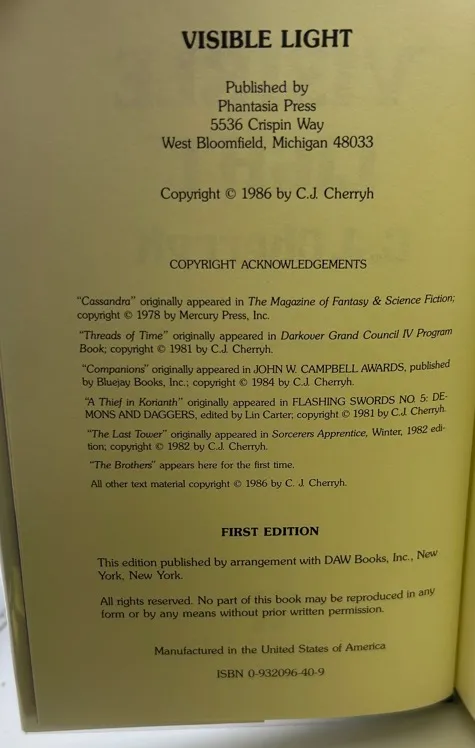 VISIBLE LIGHT
Published by
Phantasia Press
5536 Crispin Way
West Bloomfield, Michigan 48033
Copyright © 1986 by C.J. Cherryh
COPYRIGHT ACKNOWLEDGEMENTS
"Cassandra" originally appeared in The Magazine of Fantasy & Science Fiction;
copyright © 1978 by Mercury Press, Inc.
"Threads of Time" originally appeared in Darkover Grand Council IV Program
Book; copyright © 1981 by C.J. Cherryh.
"Companions" originally appeared in JOHN W. CAMPBELL AWARDS, published
by Bluejay Books, Inc.; copyright © 1984 by C.J. Cherryh.
"A Thief in Korianth" originally appeared in FLASHING SWORDS NO. 5: DE-
MONS AND DAGGERS, edited by Lin Carter; copyright © 1981 by C.J. Cherryh.
"The Last Tower" originally appeared in Sorcerers Apprentice, Winter, 1982 edi-
tion; copyright © 1982 by C.J. Cherryh.
"The Brothers" appears here for the first time.
All other text material copyright © 1986 by C. J. Cherryh.
FIRST EDITION
This edition published by arrangement with DAW Books, Inc., New
York, New York.
All rights reserved. No part of this book may be reproduced in any
form or by any means without prior written permission.
Manufactured in the United States of America
ISBN 0-932096-40-9